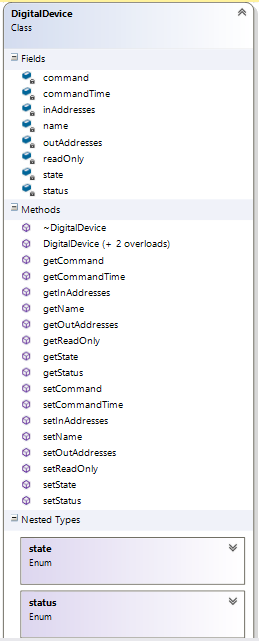 DigitalDevice
Class
Fields
command
commandTime
inAddresses
name
outAddresses
readOnly
state
status
Methods
~DigitalDevice
DigitalDevice (+ 2 overloads)
getCommand
getCommandTime
getInAddresses
getName
getOutAddresses
getReadOnly
getState
getStatus
setCommand
setCommandTime
setInAddresses
setName
setOutAddresses
setReadOnly
setState
setStatus
Nested Types
state
Enum
status
Enum